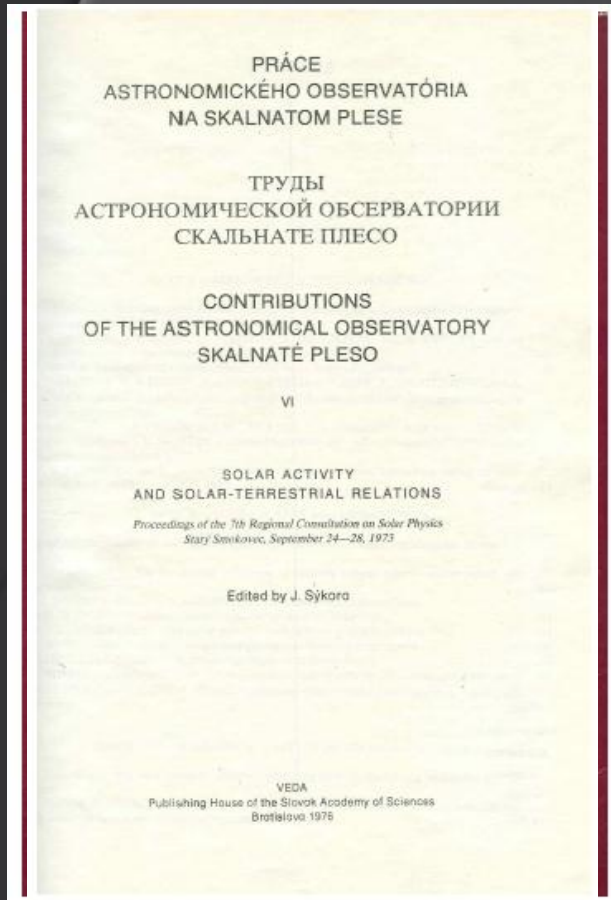 PRÁCE
ASTRONOMICKÉHO OBSERVATÓRIA
NA SKALNATOM PLESE
ТРУДЫ
АСТРОНОМИЧЕСКОЙ ОБСЕРВАТОРИИ
СКАЛЬНАТЕ ПЛЕСО
CONTRIBUTIONS
OF THE ASTRONOMICAL OBSERVATORY
SKALNATÉ PLESO
VI
SOLAR ACTIVITY
AND SOLAR-TERRESTRIAL RELATIONS
Proceedings of the 7th Regional Consultation on Solar Physics
Starý Smokovec, September 24—28, 1973
Edited by J. Sýkora
VEDA
Publishing House of the Slovak Academy of Sciences
Bratislava 1976